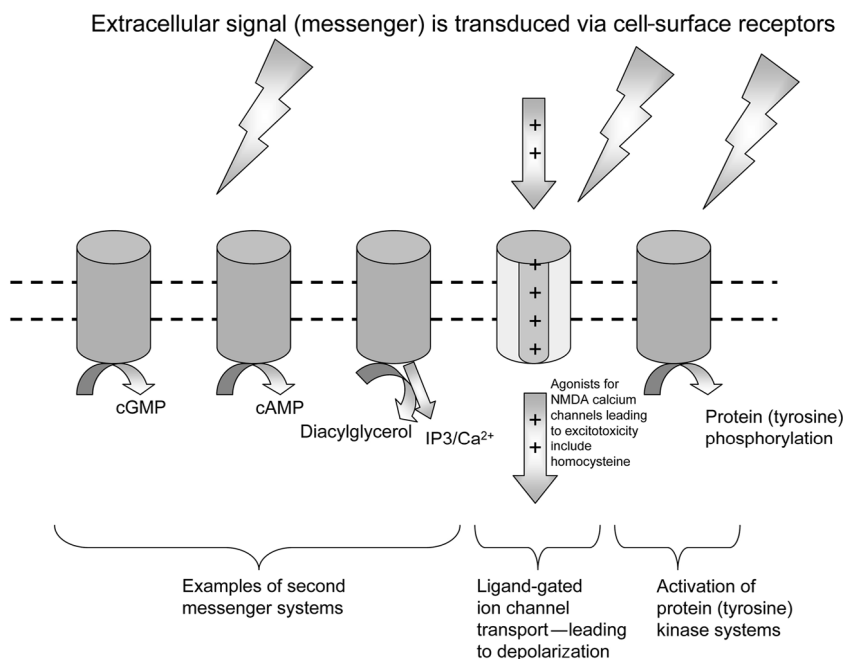 Extracellular signal (messenger) is transduced via cell-surface receptors
+
+
+
+
+
+
cGMP
cAMP
Diacylglycerol
IP3/Ca²⁺
Agonists for
NMDA calcium
channels leading
to excitotoxicity
include
homocysteine
+
+
Protein (tyrosine)
phosphorylation
Examples of second
messenger systems
Ligand-gated
ion channel
transport—leading
to depolarization
Activation of
protein (tyrosine)
kinase systems